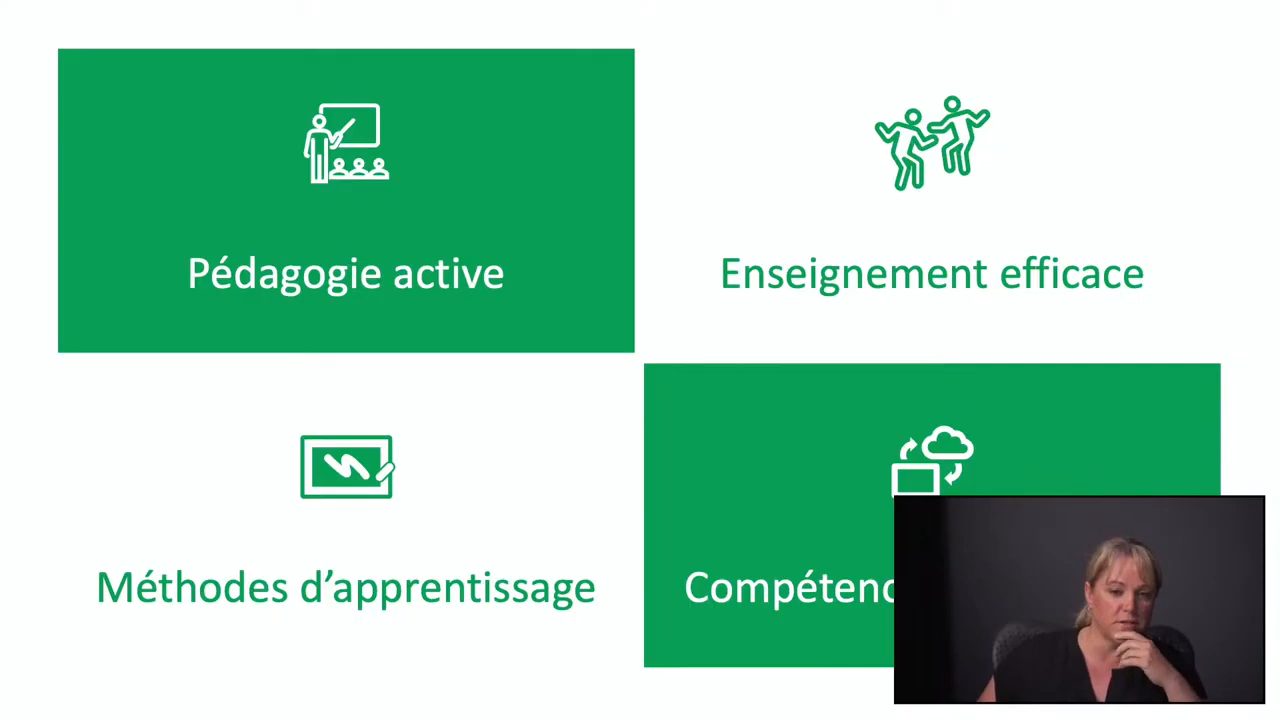 Pédagogie active
Enseignement efficace
Méthodes d’apprentissage